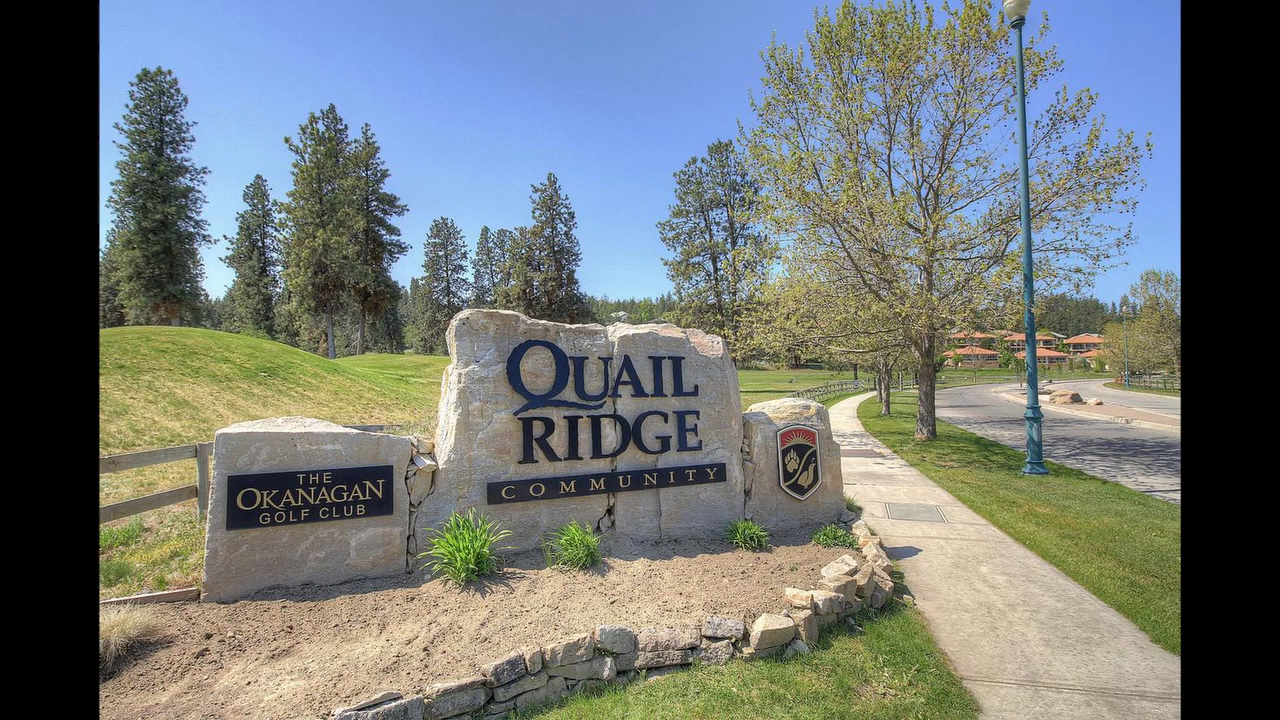 THE
OKANAGAN
GOLF CLUB
QUAIL
RIDGE
COMMUNITY